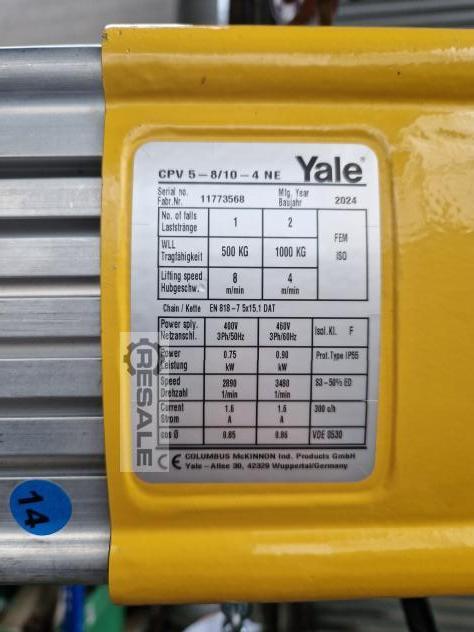 CPV 5-8/10-4 NE Yale
Serial no. Fabr.Nr. 11773568 Mfg. Year Baujahr 2024
No. of falls Laststränge 1 2 FEM ISO
WLL Tragfähigkeit 500 KG 1000 KG
Lifting speed Hubgeschw. 8 m/min 4 m/min
Chain / Kette EN 818-7 5x15.1 DAT
Power sply. Netzanschl. 400V 3Ph/50Hz 460V 3Ph/60Hz Isol.Kl. F
Power Leistung 0.75 kW 0.90 kW Prot.Type IP55
Speed Drehzahl 2890 1/min 3480 1/min S3-50% ED
Current Strom 1.6 A 1.6 A 300 c/h
cos Ø 0.85 0.86 VDE 0530
CE COLUMBUS McKINNON Ind. Products GmbH
Yale - Allee 30, 42329 Wuppertal/Germany
RESALE
14